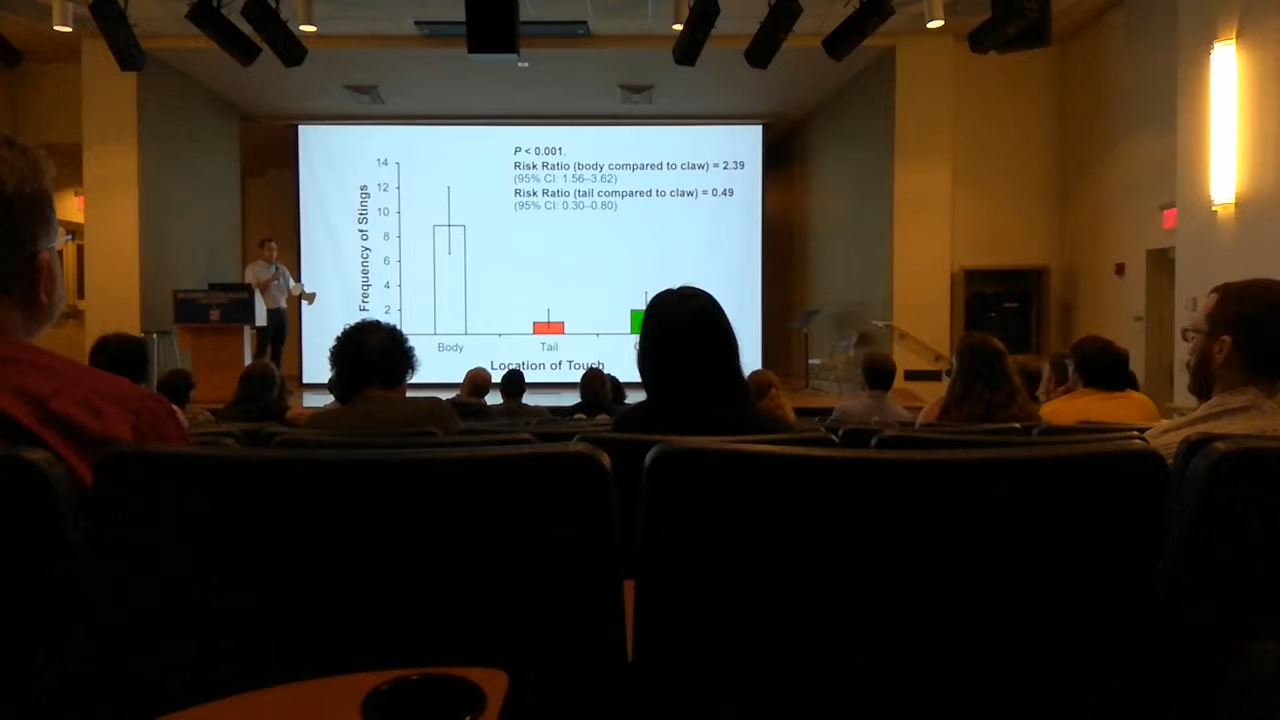 P < 0.001,
Risk Ratio (body compared to claw) = 2.39
(95% CI: 1.56–3.62)
Risk Ratio (tail compared to claw) = 0.49
(95% CI: 0.30–0.80)
Frequency of Stings
14
12
10
8
6
4
2
Body Tail
Location of Touch